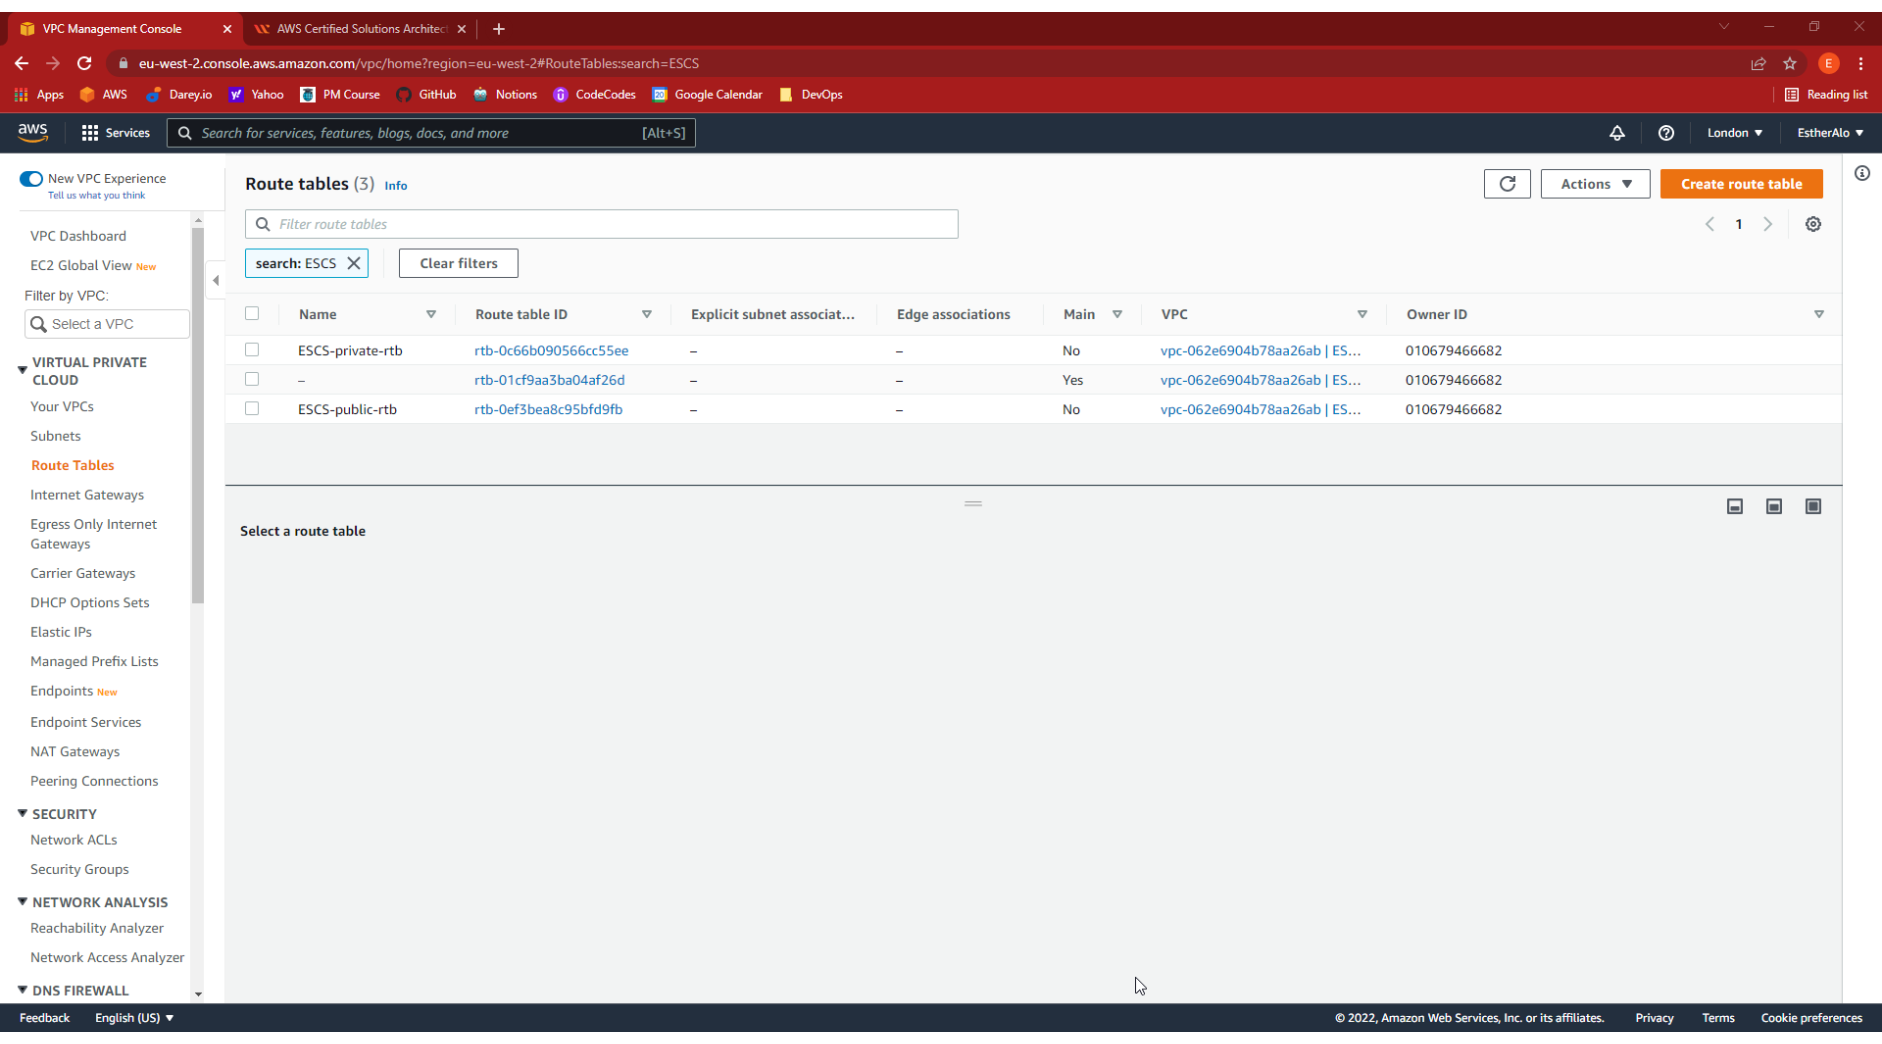 VPC Management Console
AWS Certified Solutions Architec
eu-west-2.console.aws.amazon.com/vpc/home?region=eu-west-2#RouteTables:search=ESCS
E
Apps AWS Darey.io Yahoo PM Course GitHub Notions CodeCodes Google Calendar DevOps Reading list
aws Services Search for services, features, blogs, docs, and more [Alt+S] London EstherAlo
New VPC Experience
Tell us what you think
VPC Dashboard
EC2 Global View New
Filter by VPC:
Select a VPC
VIRTUAL PRIVATE
CLOUD
Your VPCs
Subnets
Route Tables
Internet Gateways
Egress Only Internet
Gateways
Carrier Gateways
DHCP Options Sets
Elastic IPs
Managed Prefix Lists
Endpoints New
Endpoint Services
NAT Gateways
Peering Connections
SECURITY
Network ACLs
Security Groups
NETWORK ANALYSIS
Reachability Analyzer
Network Access Analyzer
DNS FIREWALL
Route tables (3) Info
Actions
Create route table
Filter route tables
1
search: ESCS
Clear filters
Name Route table ID Explicit subnet associat... Edge associations Main VPC Owner ID
ESCS-private-rtb rtb-0c66b090566cc55ee – – No vpc-062e6904b78aa26ab | ES... 010679466682
– rtb-01cf9aa3ba04af26d – – Yes vpc-062e6904b78aa26ab | ES... 010679466682
ESCS-public-rtb rtb-0ef3bea8c95bfd9fb – – No vpc-062e6904b78aa26ab | ES... 010679466682
Select a route table
Feedback English (US) © 2022, Amazon Web Services, Inc. or its affiliates. Privacy Terms Cookie preferences